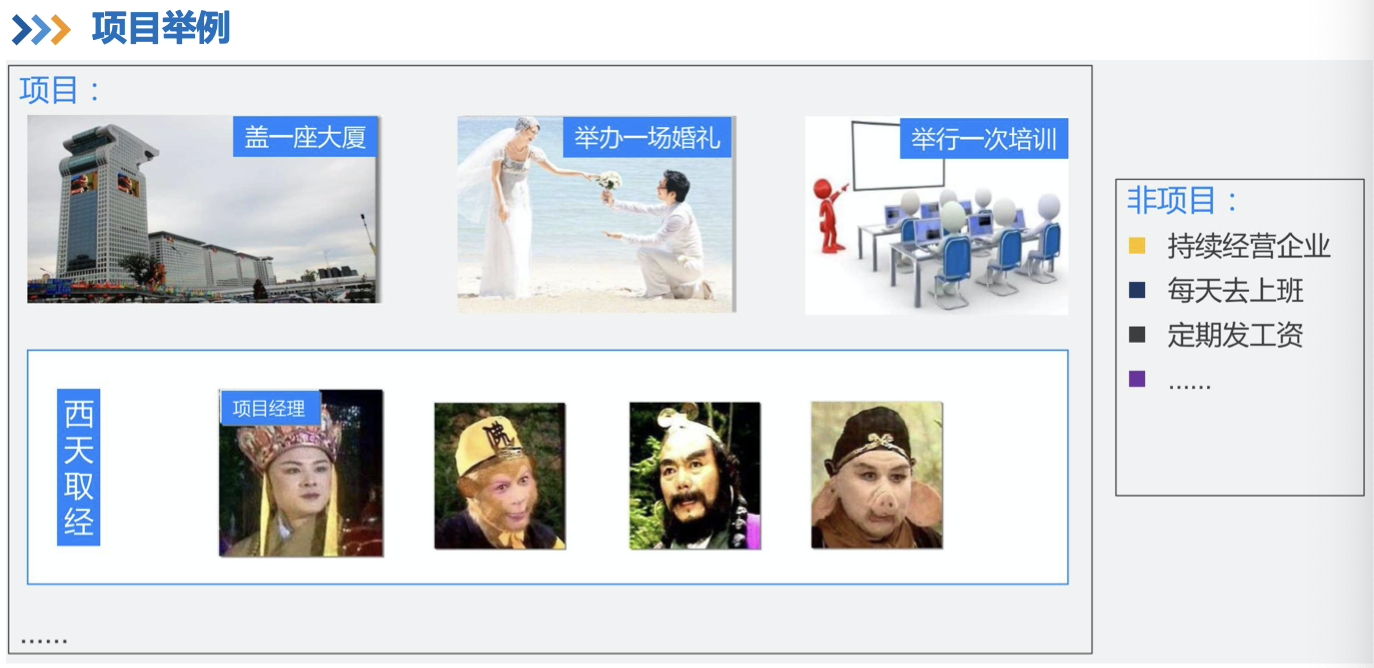 项目举例
项目：
盖一座大厦
举办一场婚礼
举行一次培训
西天取经
项目经理
佛
……
非项目：
持续经营企业
每天去上班
定期发工资
……